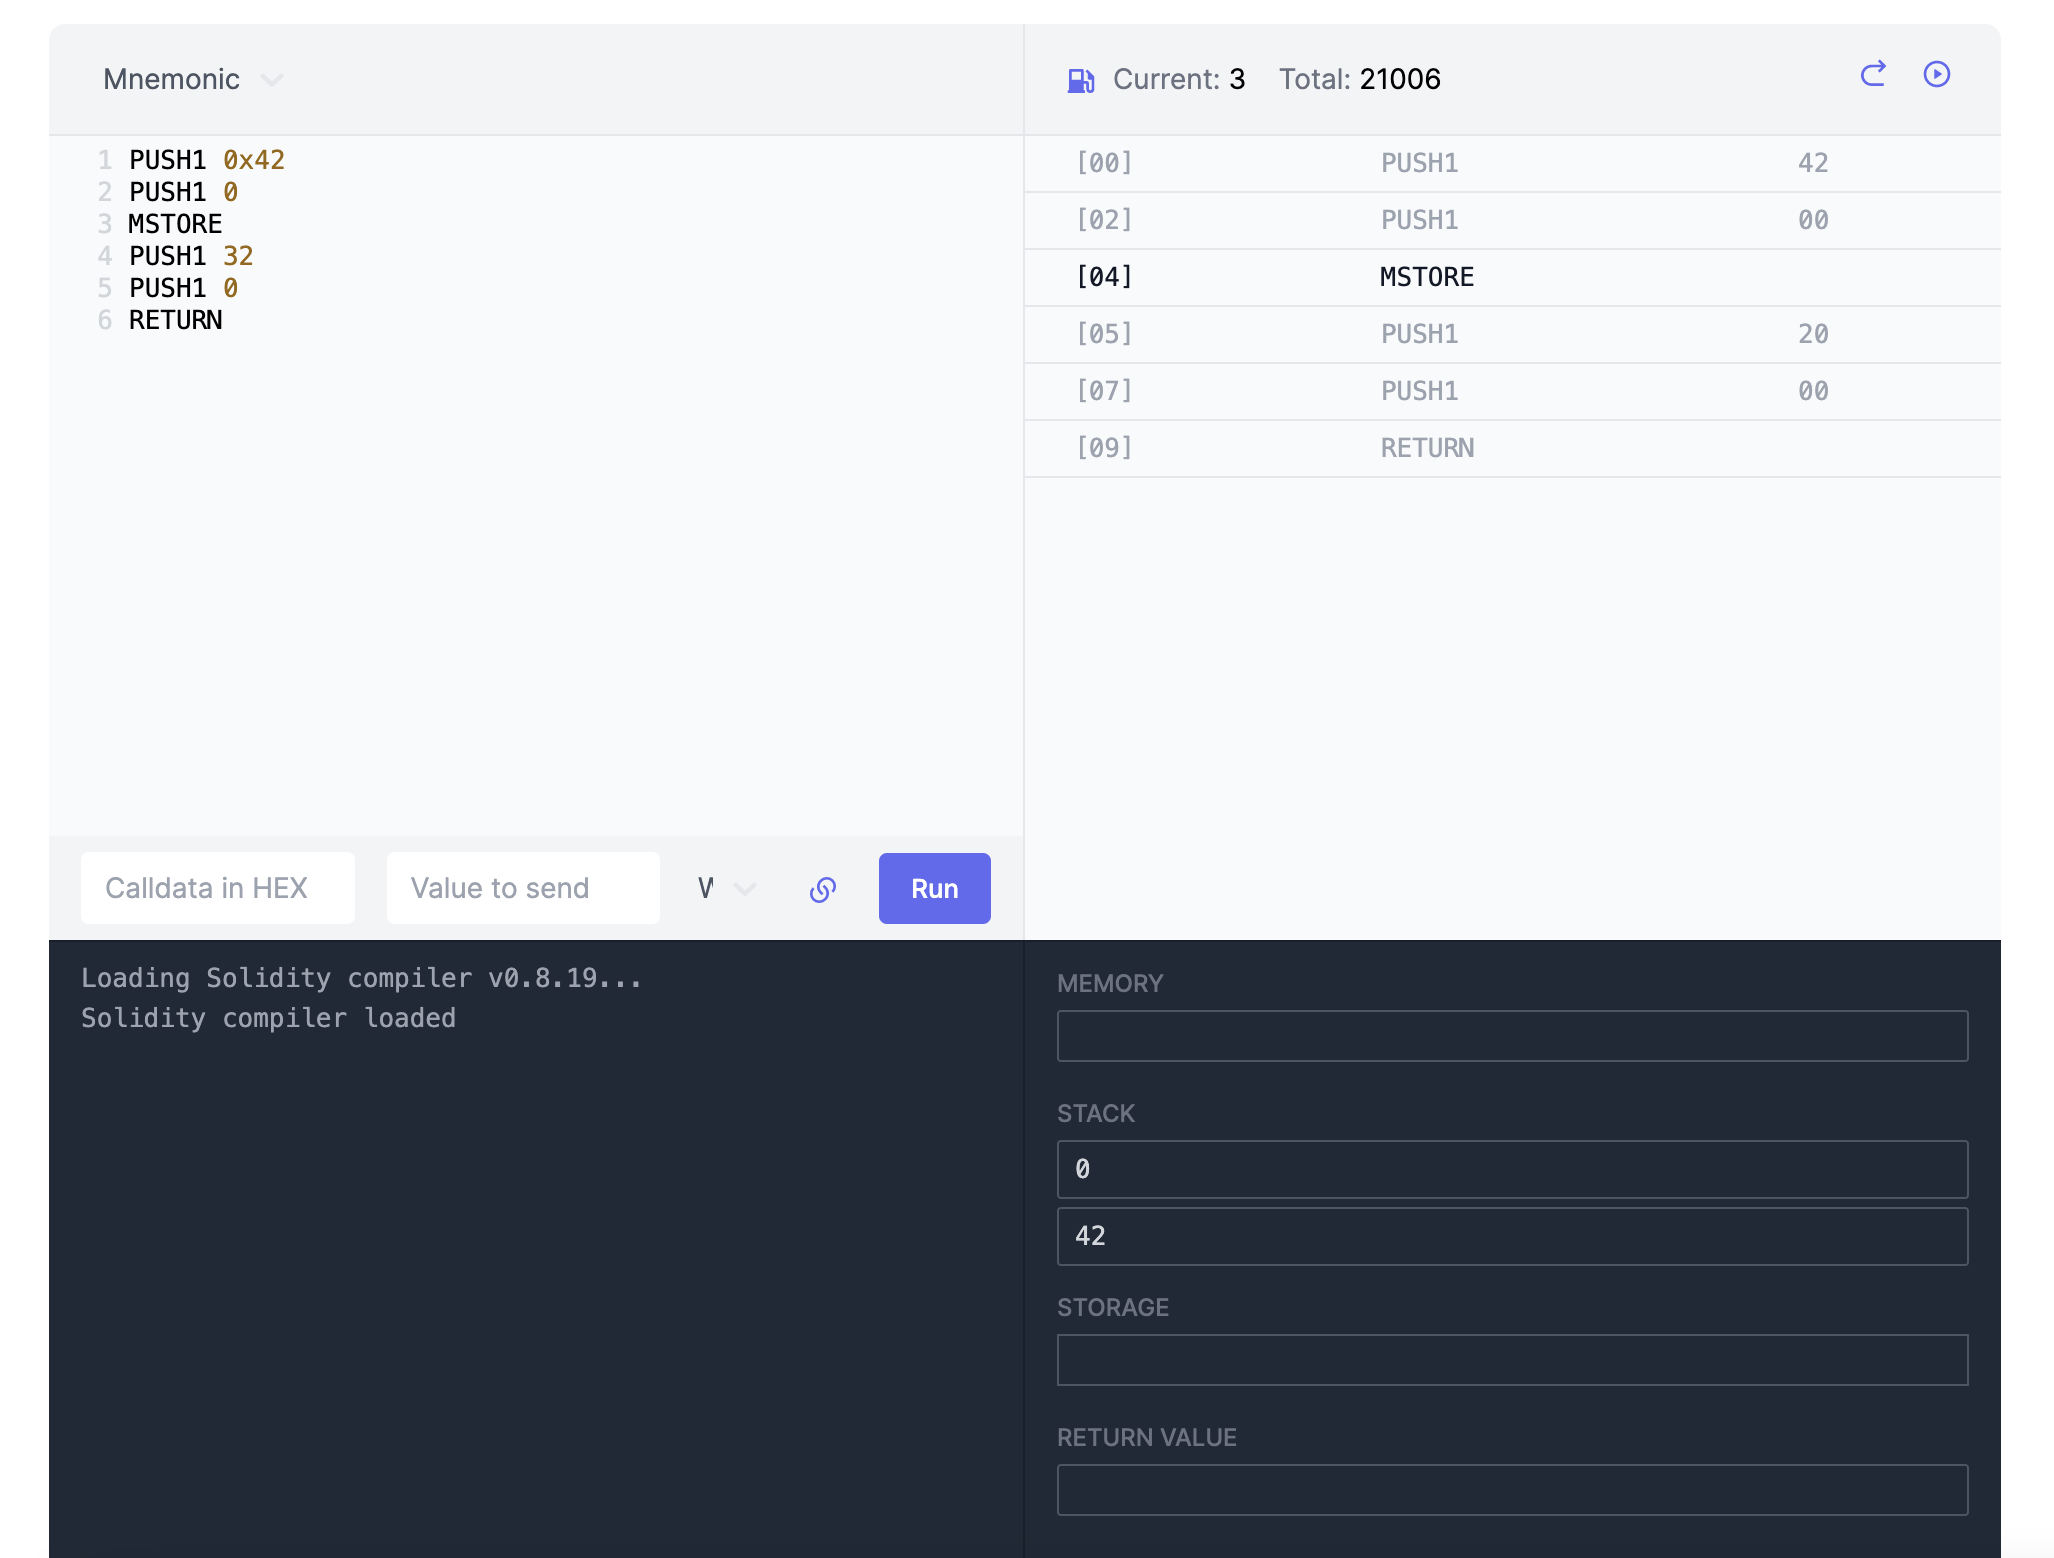 Mnemonic
1 PUSH1 0x42
2 PUSH1 0
3 MSTORE
4 PUSH1 32
5 PUSH1 0
6 RETURN
Calldata in HEX
Value to send
Run
Current: 3 Total: 21006
[00] PUSH1 42
[02] PUSH1 00
[04] MSTORE
[05] PUSH1 20
[07] PUSH1 00
[09] RETURN
Loading Solidity compiler v0.8.19...
Solidity compiler loaded
MEMORY
STACK
0
42
STORAGE
RETURN VALUE